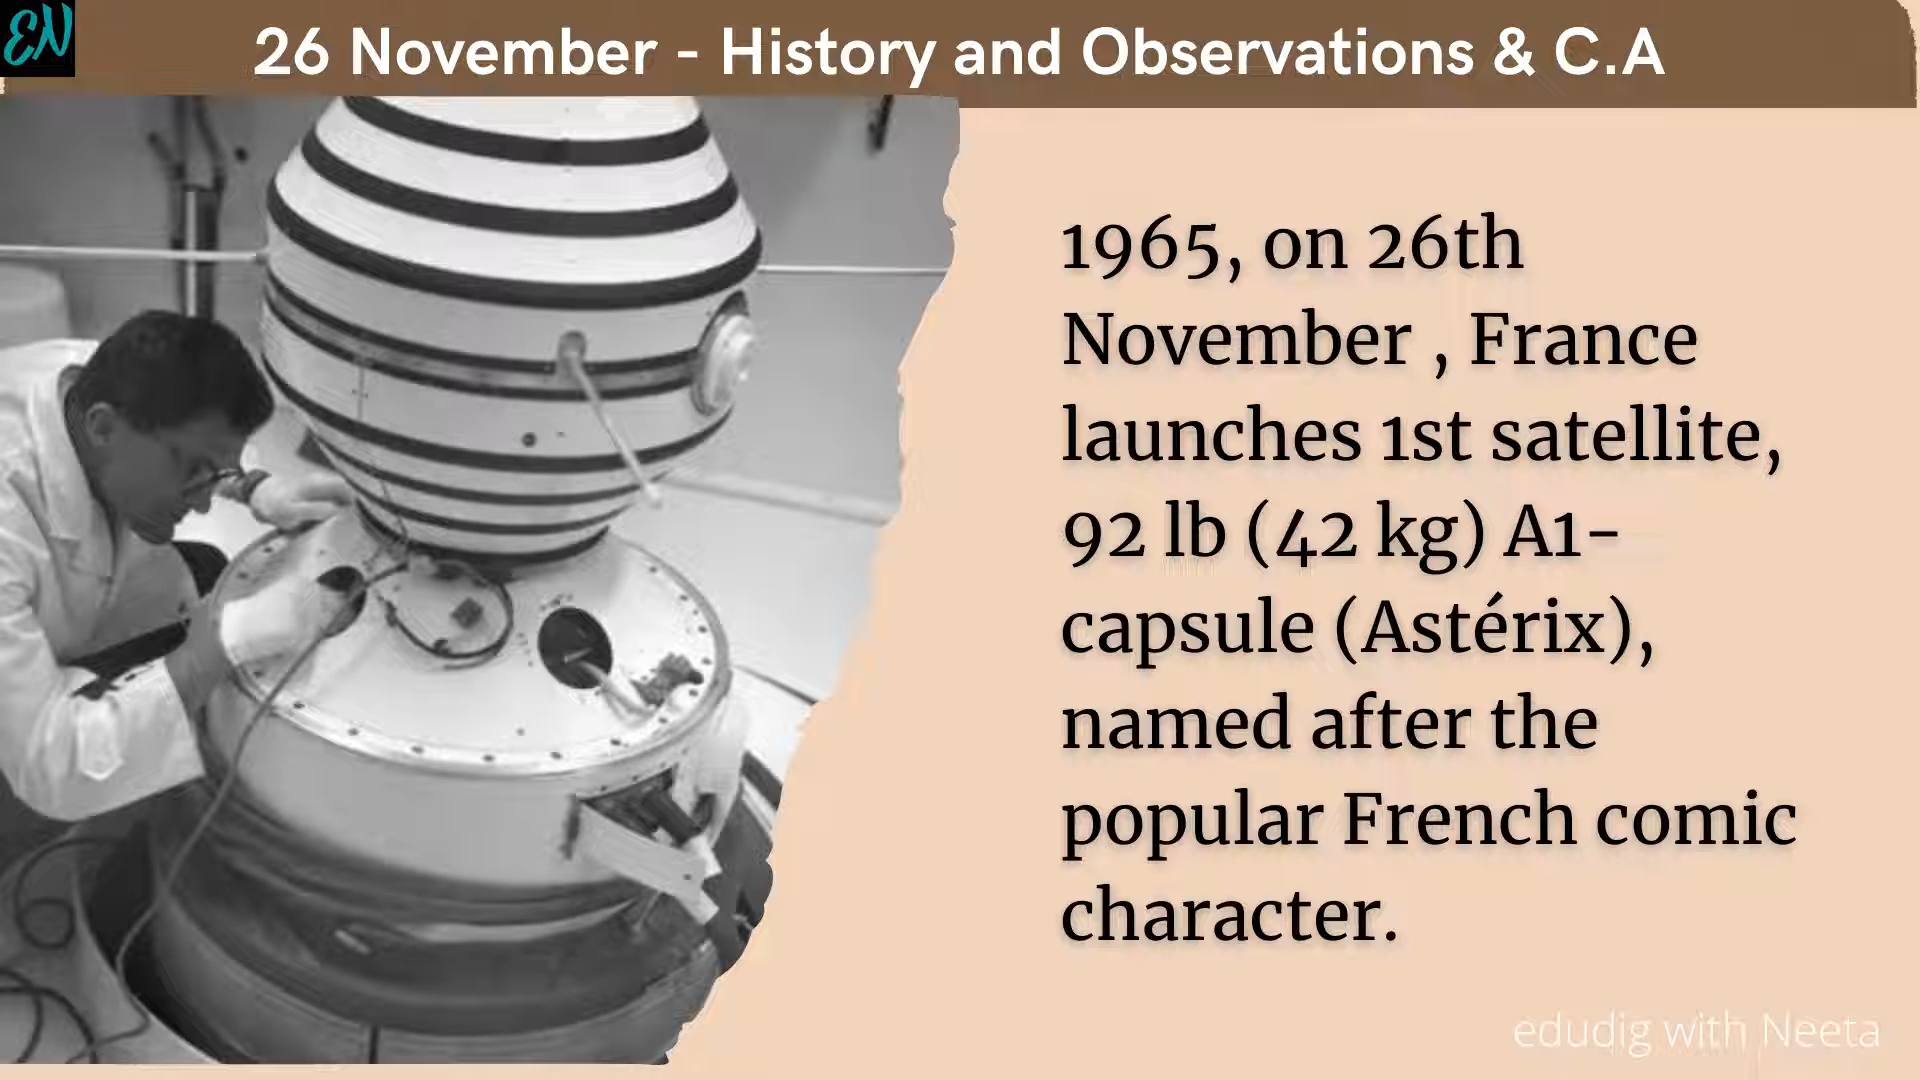 EN
26 November - History and Observations & C.A
1965, on 26th
November , France
launches 1st satellite,
92 lb (42 kg) A1-
capsule (Astérix),
named after the
popular French comic
character.
edudig with Neeta